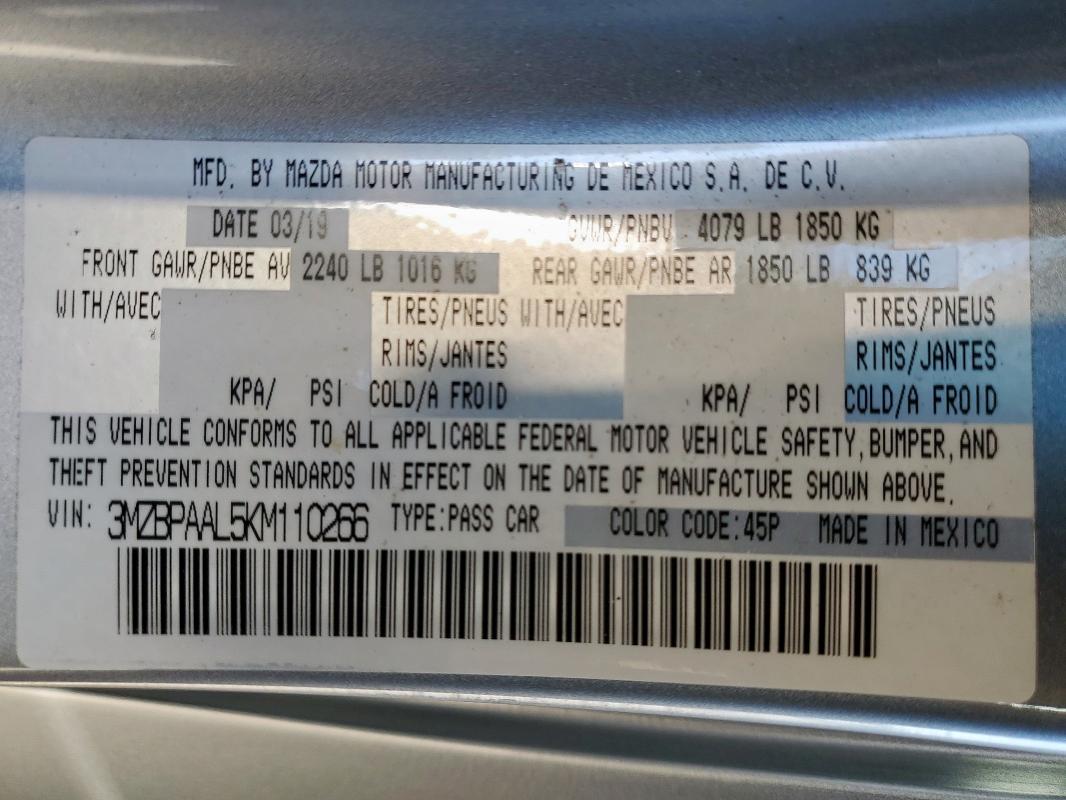 MFD. BY MAZDA MOTOR MANUFACTURING DE MEXICO S.A. DE C.V.
DATE 03/19 GVWR/PNBV 4079 LB 1850 KG
FRONT GAWR/PNBE AV 2240 LB 1016 KG REAR GAWR/PNBE AR 1850 LB 839 KG
WITH/AVEC TIRES/PNEUS WITH/AVEC TIRES/PNEUS
RIMS/JANTES RIMS/JANTES
KPA/ PSI COLD/A FROID KPA/ PSI COLD/A FROID
THIS VEHICLE CONFORMS TO ALL APPLICABLE FEDERAL MOTOR VEHICLE SAFETY, BUMPER, AND
THEFT PREVENTION STANDARDS IN EFFECT ON THE DATE OF MANUFACTURE SHOWN ABOVE.
VIN: 3MZBPAAL5KM110266 TYPE:PASS CAR COLOR CODE:45P MADE IN MEXICO